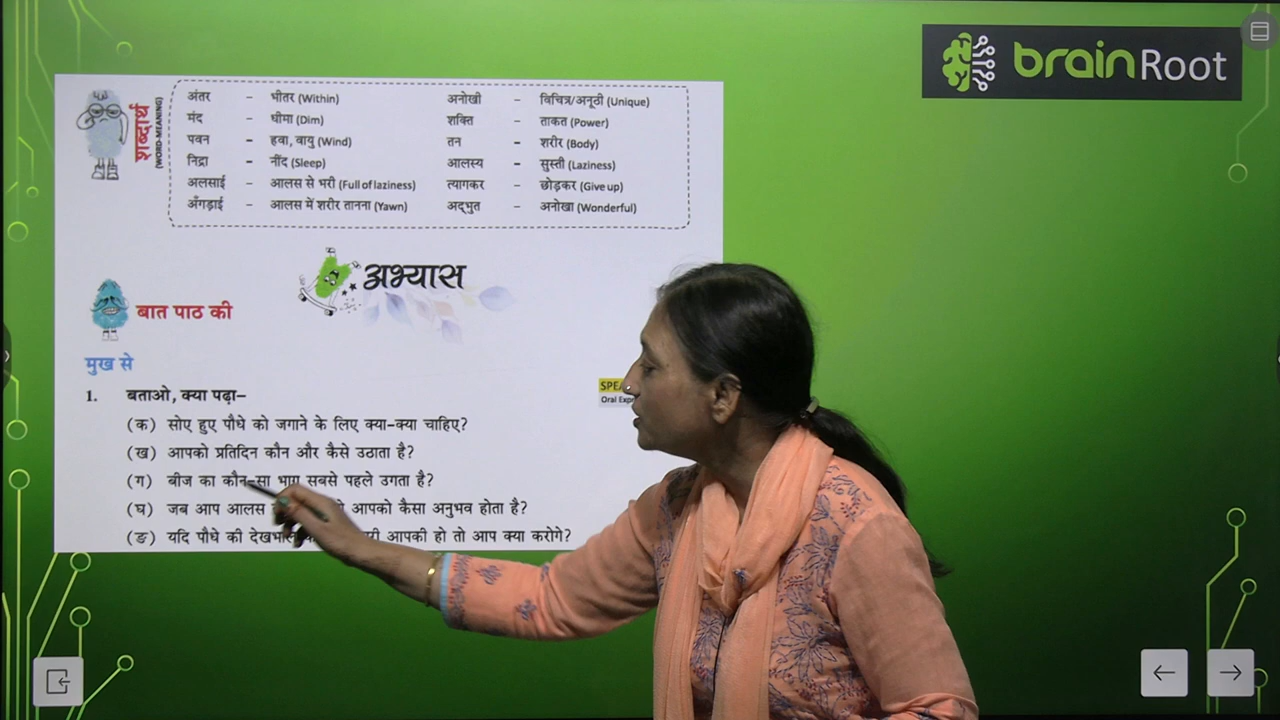 brainRoot
शब्दार्थ
(WORD-MEANING)
अंतर – भीतर (Within) अनोखी – विचित्र/अनूठी (Unique)
मंद – धीमा (Dim) शक्ति – ताकत (Power)
पवन – हवा, वायु (Wind) तन – शरीर (Body)
निद्रा – नींद (Sleep) आलस्य – सुस्ती (Laziness)
अलसाई – आलस से भरी (Full of laziness) त्यागकर – छोड़कर (Give up)
अँगड़ाई – आलस में शरीर तानना (Yawn) अद्भुत – अनोखा (Wonderful)
अभ्यास
बात पाठ की
मुख से
1. बताओ, क्या पढ़ा–
(क) सोए हुए पौधे को जगाने के लिए क्या-क्या चाहिए?
(ख) आपको प्रतिदिन कौन और कैसे उठाता है?
(ग) बीज का कौन-सा भाग सबसे पहले उगता है?
(घ) जब आप आलस आपको कैसा अनुभव होता है?
(ङ) यदि पौधे की आपकी हो तो आप क्या करोगे?
Oral